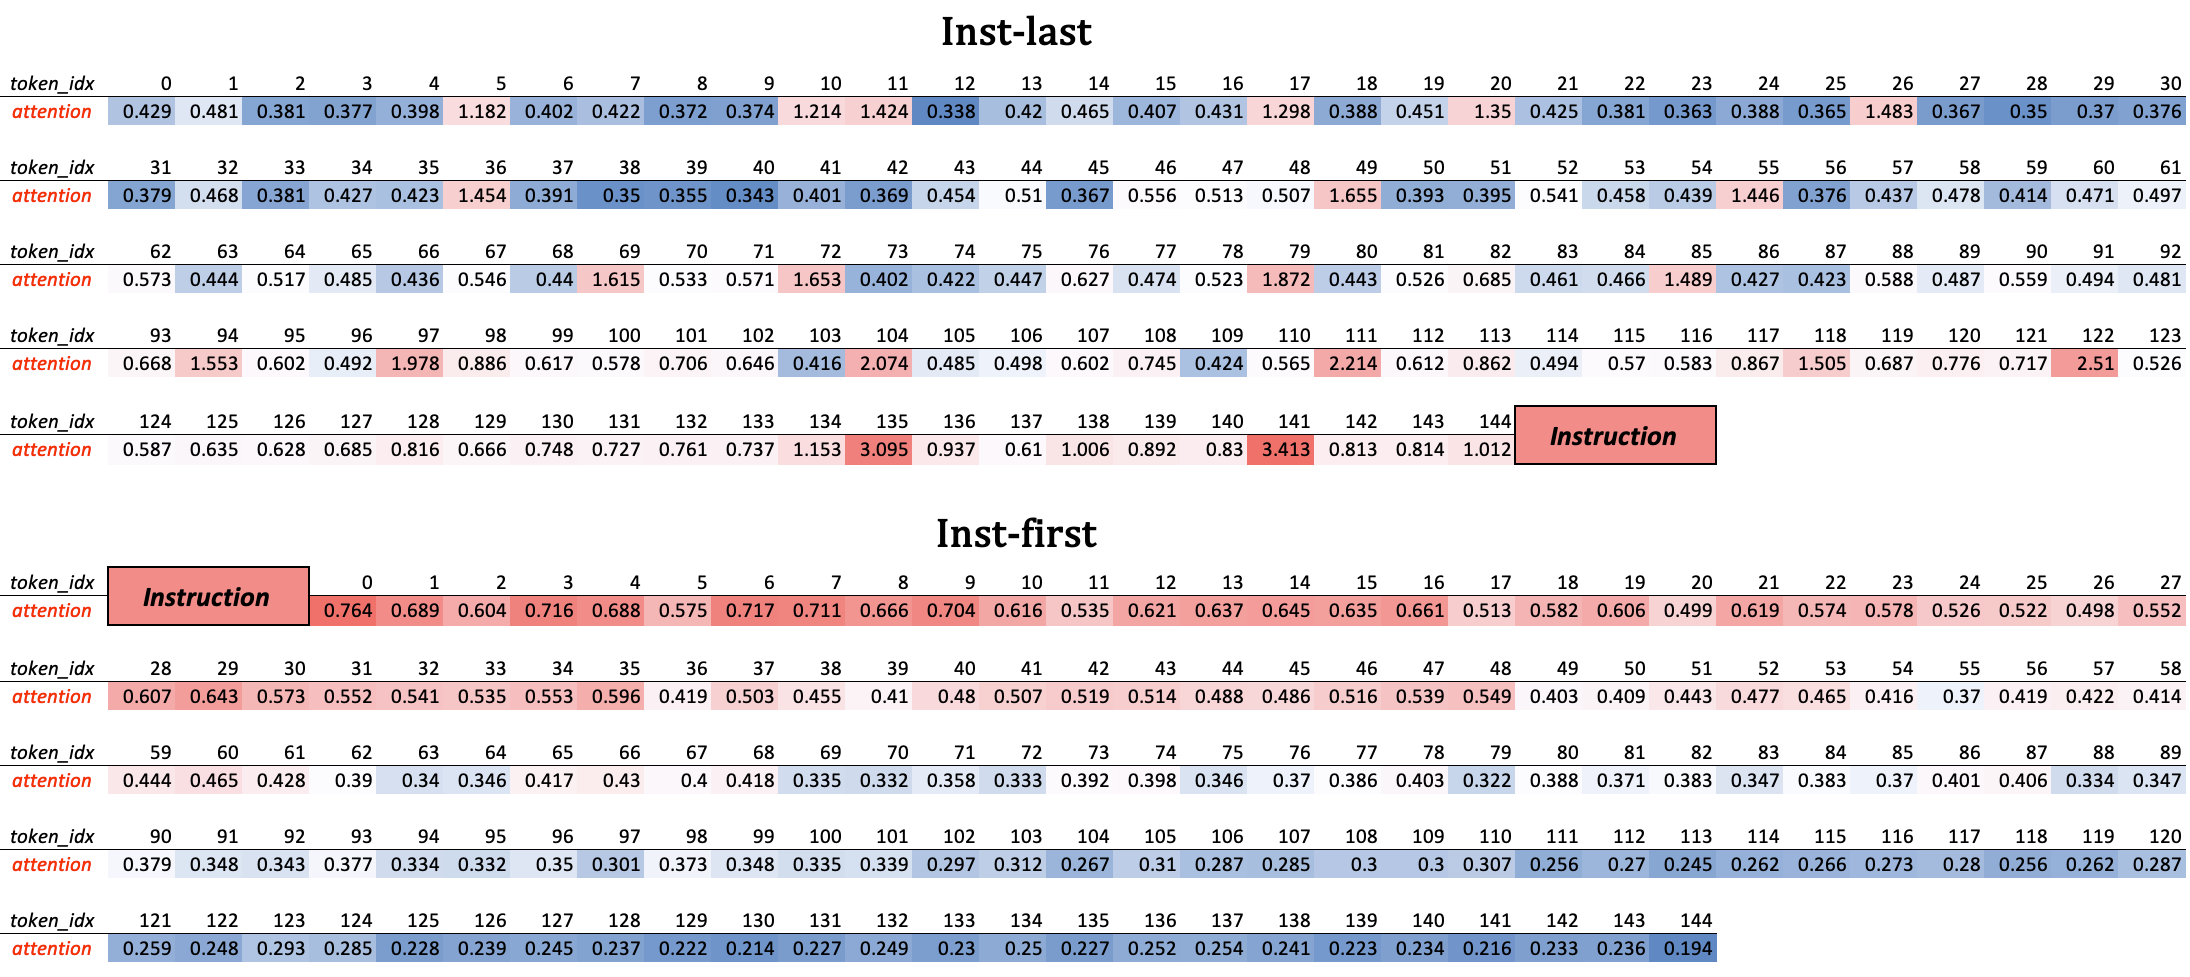 Inst-last
token_idx 0 1 2 3 4 5 6 7 8 9 10 11 12 13 14 15 16 17 18 19 20 21 22 23 24 25 26 27 28 29 30
attention 0.429 0.481 0.381 0.377 0.398 1.182 0.402 0.422 0.372 0.374 1.214 1.424 0.338 0.42 0.465 0.407 0.431 1.298 0.388 0.451 1.35 0.425 0.381 0.363 0.388 0.365 1.483 0.367 0.35 0.37 0.376
token_idx 31 32 33 34 35 36 37 38 39 40 41 42 43 44 45 46 47 48 49 50 51 52 53 54 55 56 57 58 59 60 61
attention 0.379 0.468 0.381 0.427 0.423 1.454 0.391 0.35 0.355 0.343 0.401 0.369 0.454 0.51 0.367 0.556 0.513 0.507 1.655 0.393 0.395 0.541 0.458 0.439 1.446 0.376 0.437 0.478 0.414 0.471 0.497
token_idx 62 63 64 65 66 67 68 69 70 71 72 73 74 75 76 77 78 79 80 81 82 83 84 85 86 87 88 89 90 91 92
attention 0.573 0.444 0.517 0.485 0.436 0.546 0.44 1.615 0.533 0.571 1.653 0.402 0.422 0.447 0.627 0.474 0.523 1.872 0.443 0.526 0.685 0.461 0.466 1.489 0.427 0.423 0.588 0.487 0.559 0.494 0.481
token_idx 93 94 95 96 97 98 99 100 101 102 103 104 105 106 107 108 109 110 111 112 113 114 115 116 117 118 119 120 121 122 123
attention 0.668 1.553 0.602 0.492 1.978 0.886 0.617 0.578 0.706 0.646 0.416 2.074 0.485 0.498 0.602 0.745 0.424 0.565 2.214 0.612 0.862 0.494 0.57 0.583 0.867 1.505 0.687 0.776 0.717 2.51 0.526
token_idx 124 125 126 127 128 129 130 131 132 133 134 135 136 137 138 139 140 141 142 143 144 Instruction
attention 0.587 0.635 0.628 0.685 0.816 0.666 0.748 0.727 0.761 0.737 1.153 3.095 0.937 0.61 1.006 0.892 0.83 3.413 0.813 0.814 1.012
Inst-first
token_idx Instruction 0 1 2 3 4 5 6 7 8 9 10 11 12 13 14 15 16 17 18 19 20 21 22 23 24 25 26 27
attention 0.764 0.689 0.604 0.716 0.688 0.575 0.717 0.711 0.666 0.704 0.616 0.535 0.621 0.637 0.645 0.635 0.661 0.513 0.582 0.606 0.499 0.619 0.574 0.578 0.526 0.522 0.498 0.552
token_idx 28 29 30 31 32 33 34 35 36 37 38 39 40 41 42 43 44 45 46 47 48 49 50 51 52 53 54 55 56 57 58
attention 0.607 0.643 0.573 0.552 0.541 0.535 0.553 0.596 0.419 0.503 0.455 0.41 0.48 0.507 0.519 0.514 0.488 0.486 0.516 0.539 0.549 0.403 0.409 0.443 0.477 0.465 0.416 0.37 0.419 0.422 0.414
token_idx 59 60 61 62 63 64 65 66 67 68 69 70 71 72 73 74 75 76 77 78 79 80 81 82 83 84 85 86 87 88 89
attention 0.444 0.465 0.428 0.39 0.34 0.346 0.417 0.43 0.4 0.418 0.335 0.332 0.358 0.333 0.392 0.398 0.346 0.37 0.386 0.403 0.322 0.388 0.371 0.383 0.347 0.383 0.37 0.401 0.406 0.334 0.347
token_idx 90 91 92 93 94 95 96 97 98 99 100 101 102 103 104 105 106 107 108 109 110 111 112 113 114 115 116 117 118 119 120
attention 0.379 0.348 0.343 0.377 0.334 0.332 0.35 0.301 0.373 0.348 0.335 0.339 0.297 0.312 0.267 0.31 0.287 0.285 0.3 0.3 0.307 0.256 0.27 0.245 0.262 0.266 0.273 0.28 0.256 0.262 0.287
token_idx 121 122 123 124 125 126 127 128 129 130 131 132 133 134 135 136 137 138 139 140 141 142 143 144
attention 0.259 0.248 0.293 0.285 0.228 0.239 0.245 0.237 0.222 0.214 0.227 0.249 0.23 0.25 0.227 0.252 0.254 0.241 0.223 0.234 0.216 0.233 0.236 0.194